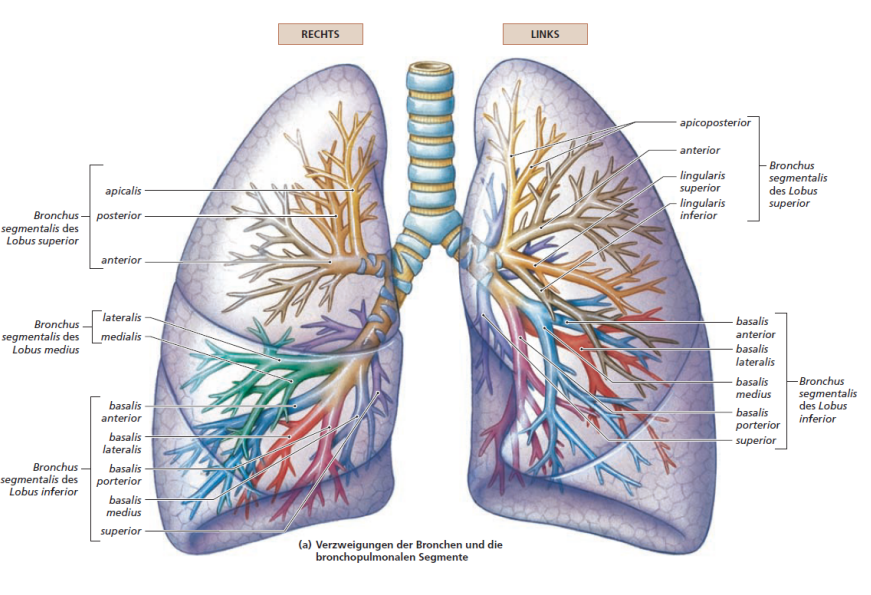 RECHTS
LINKS
apicalis
posterior
anterior
Bronchus
segmentalis des
Lobus superior
lateralis
medialis
Bronchus
segmentalis des
Lobus medius
basalis
anterior
basalis
lateralis
basalis
porterior
basalis
medius
superior
Bronchus
segmentalis des
Lobus inferior
apicoposterior
anterior
lingularis
superior
lingularis
inferior
Bronchus
segmentalis
des Lobus
superior
basalis
anterior
basalis
lateralis
basalis
medius
basalis
porterior
superior
Bronchus
segmentalis
des Lobus
inferior
(a) Verzweigungen der Bronchen und die
bronchopulmonalen Segmente